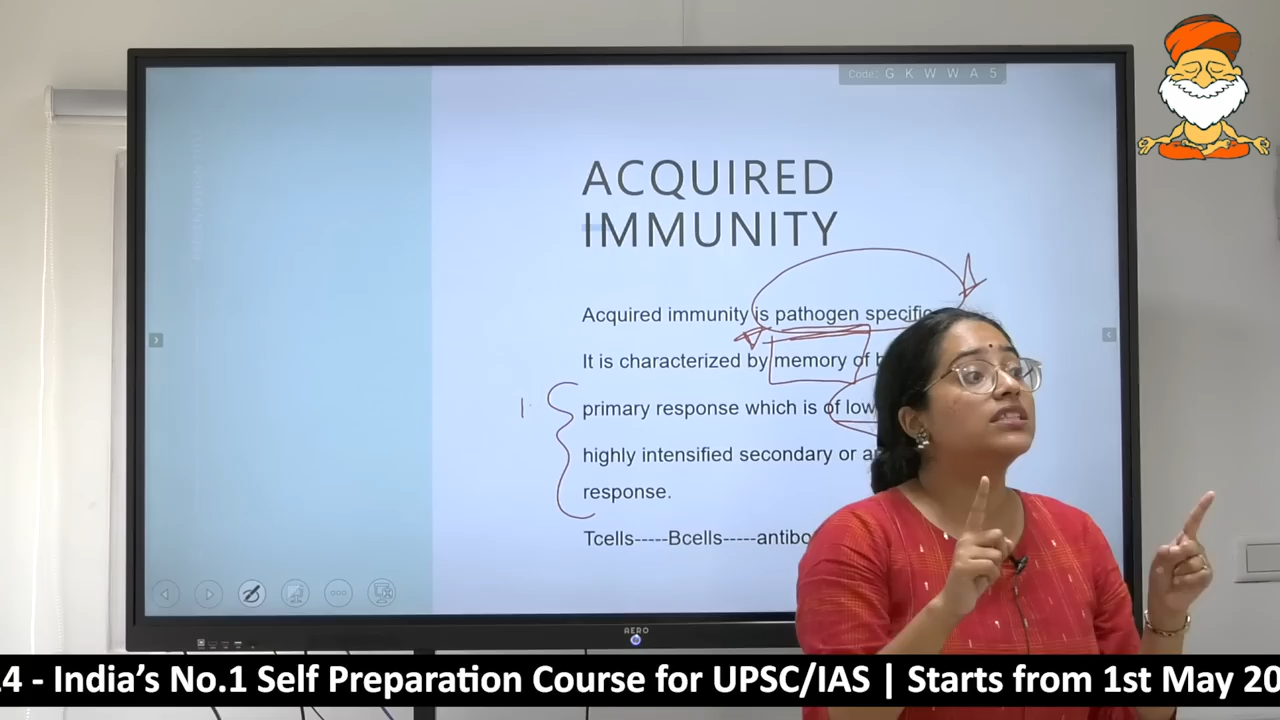 Code: G K W W A 5
ACQUIRED
IMMUNITY
Acquired immunity is pathogen specific
It is characterized by memory of
primary response which is of low
highly intensified secondary or
response.
Tcells-----Bcells-----antibo
AERO
- India's No.1 Self Preparation Course for UPSC/IAS | Starts from 1st May